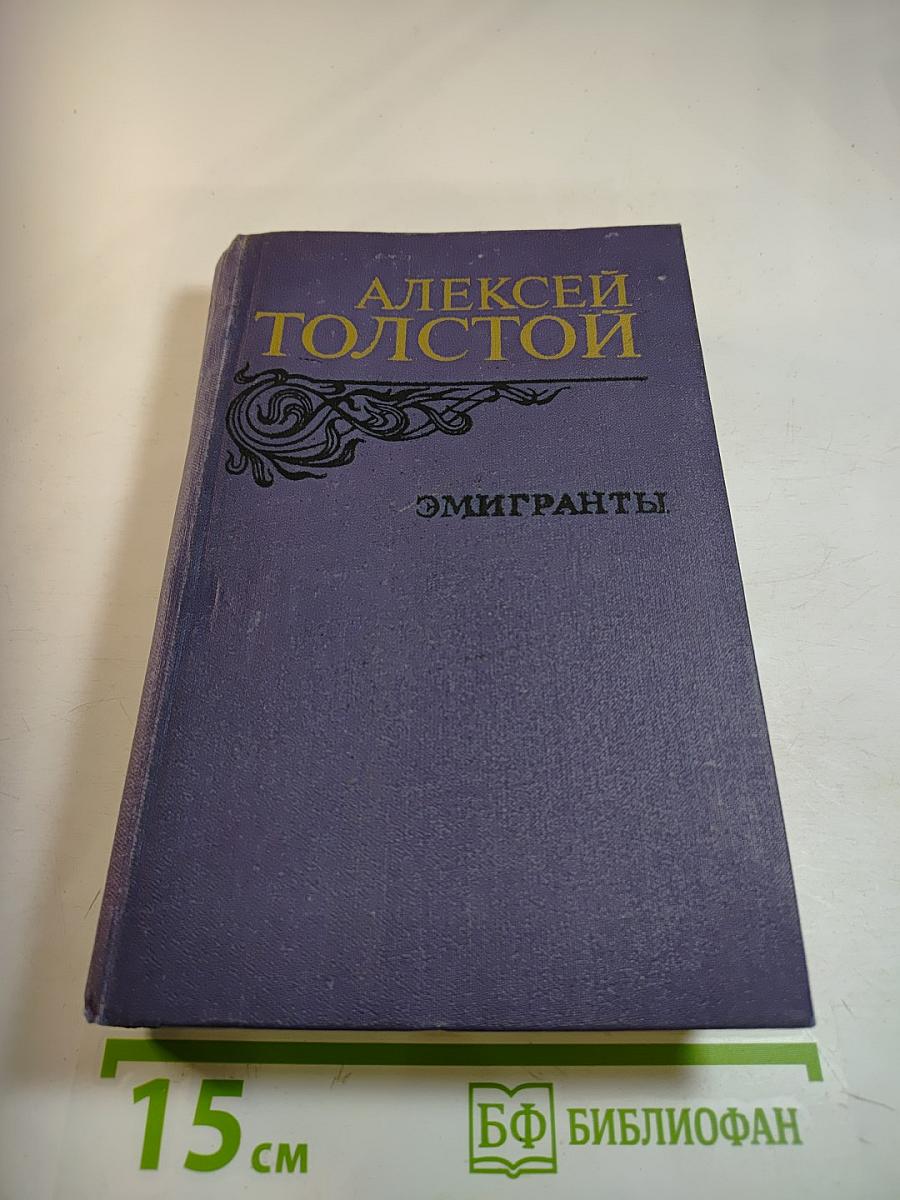 АЛЕКСЕЙ
ТОЛСТОЙ
ЭМИГРАНТЫ
15 см
БФ БИБЛИОФАН